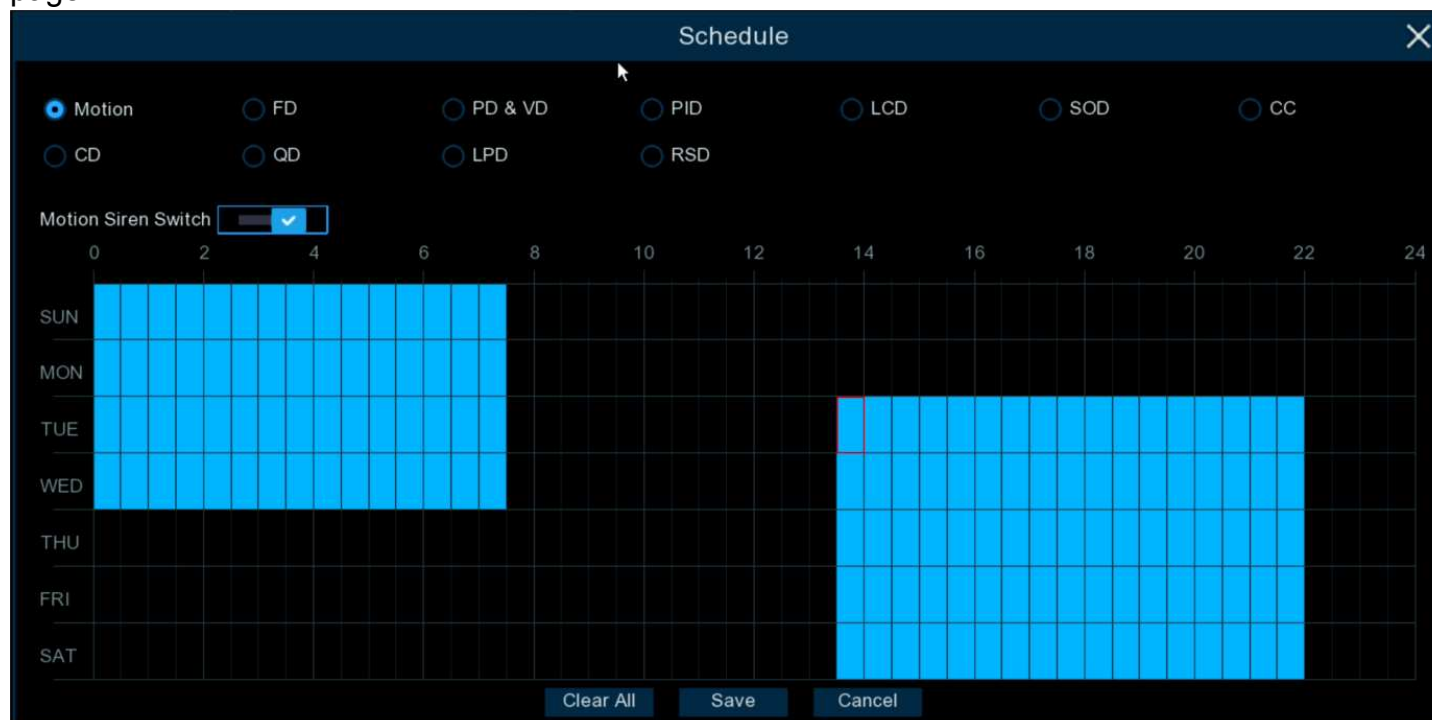 page
Schedule
Motion FD PD & VD PID LCD SOD CC
CD QD LPD RSD
Motion Siren Switch
0 2 4 6 8 10 12 14 16 18 20 22 24
SUN
MON
TUE
WED
THU
FRI
SAT
Clear All Save Cancel